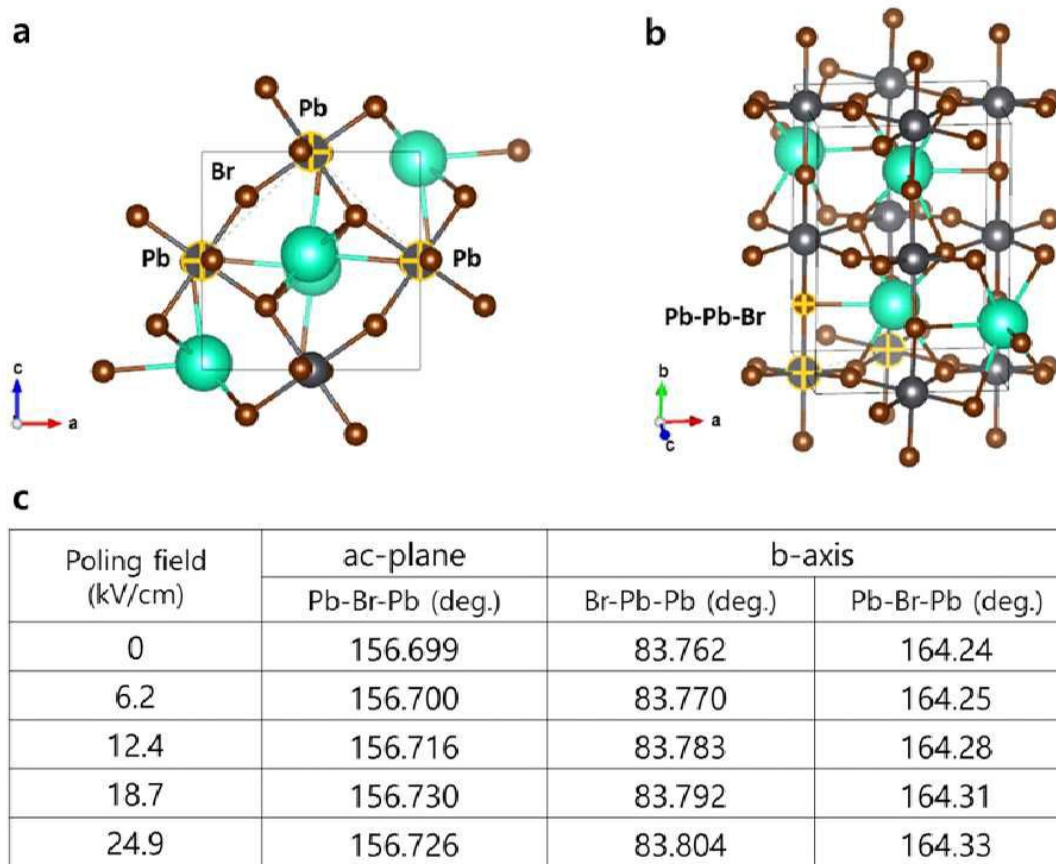 a
Pb
Br
Pb
Pb
c
a
b
Pb-Pb-Br
b
a
c
c
Poling field (kV/cm) ac-plane b-axis
Pb-Br-Pb (deg.) Br-Pb-Pb (deg.) Pb-Br-Pb (deg.)
0 156.699 83.762 164.24
6.2 156.700 83.770 164.25
12.4 156.716 83.783 164.28
18.7 156.730 83.792 164.31
24.9 156.726 83.804 164.33